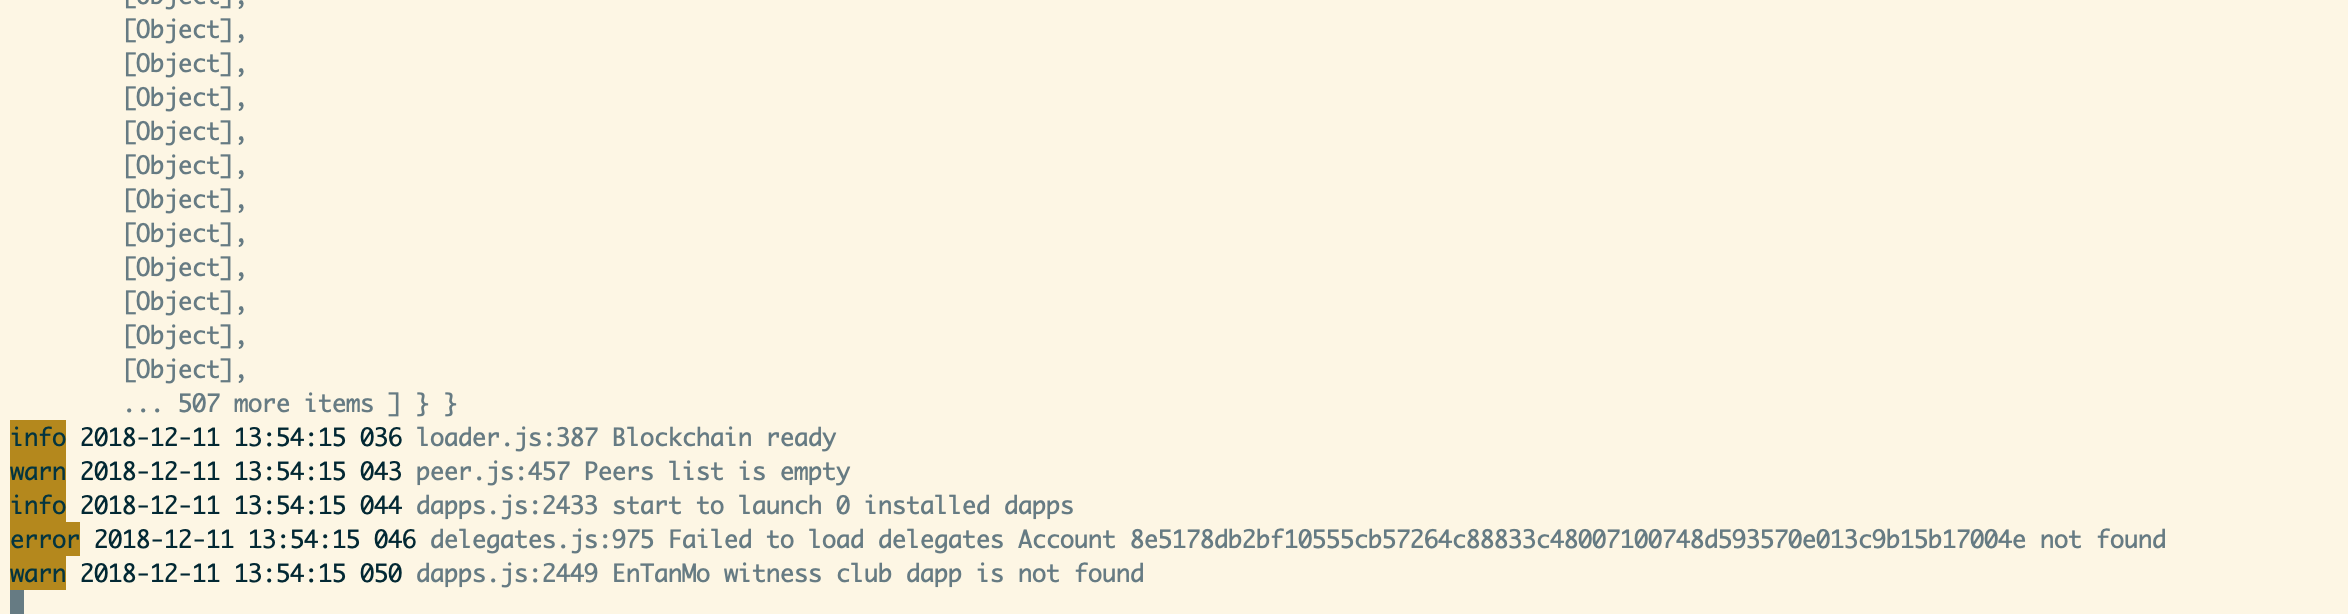 [Object],
[Object],
[Object],
[Object],
[Object],
[Object],
[Object],
[Object],
[Object],
[Object],
[Object],
[Object],
... 507 more items ] } }
info 2018-12-11 13:54:15 036 loader.js:387 Blockchain ready
warn 2018-12-11 13:54:15 043 peer.js:457 Peers list is empty
info 2018-12-11 13:54:15 044 dapps.js:2433 start to launch 0 installed dapps
error 2018-12-11 13:54:15 046 delegates.js:975 Failed to load delegates Account 8e5178db2bf10555cb57264c88833c48007100748d593570e013c9b15b17004e not found
warn 2018-12-11 13:54:15 050 dapps.js:2449 EnTanMo witness club dapp is not found